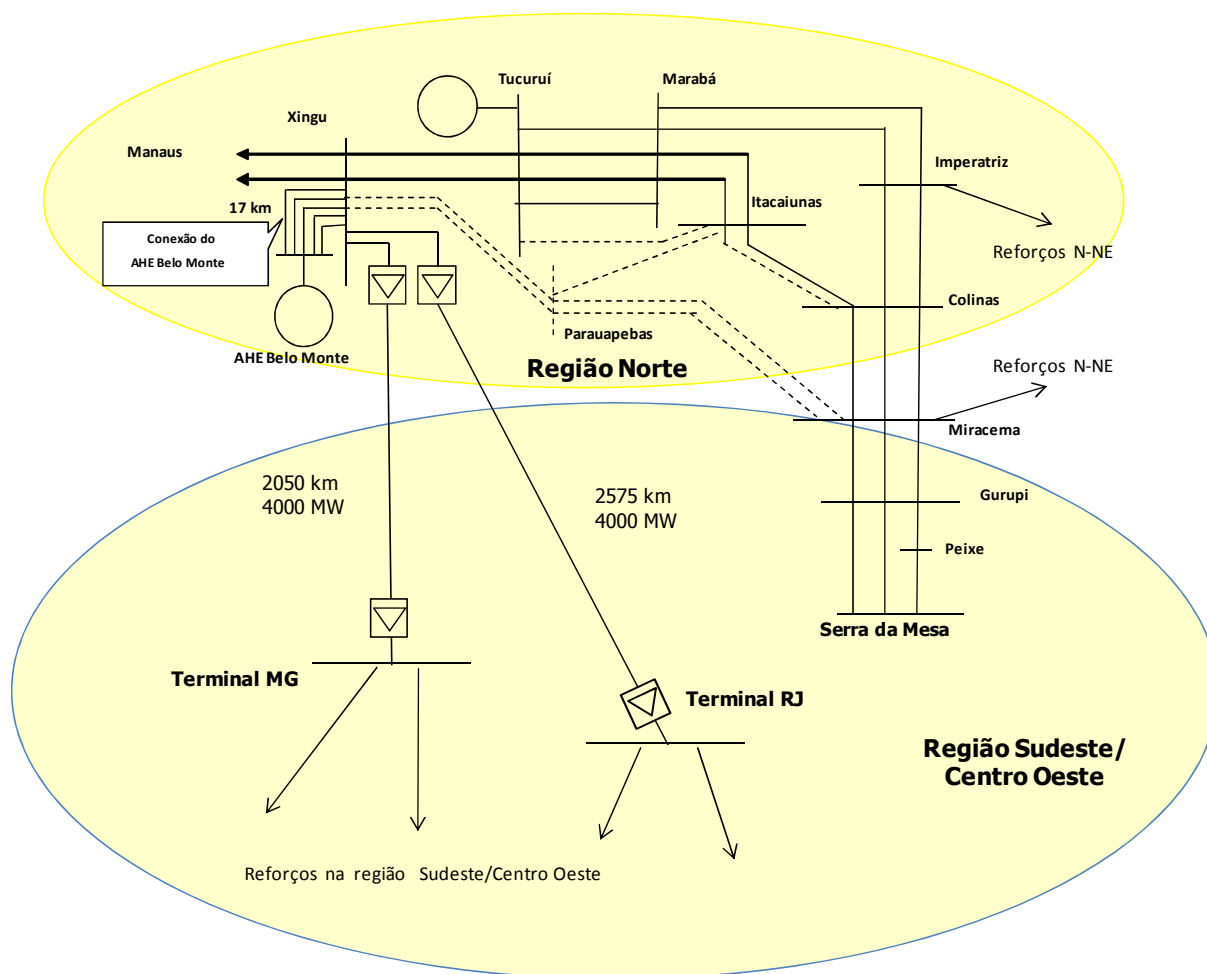 Tucuruí
Marabá
Xingu
Manaus
Imperatriz
17 km
Itacaiunas
Conexão do
AHE Belo Monte
Reforços N-NE
Colinas
Parauapebas
AHE Belo Monte
Região Norte
Reforços N-NE
Miracema
2050 km
4000 MW
2575 km
4000 MW
Gurupi
Peixe
Serra da Mesa
Terminal MG
Terminal RJ
Região Sudeste/
Centro Oeste
Reforços na região Sudeste/Centro Oeste